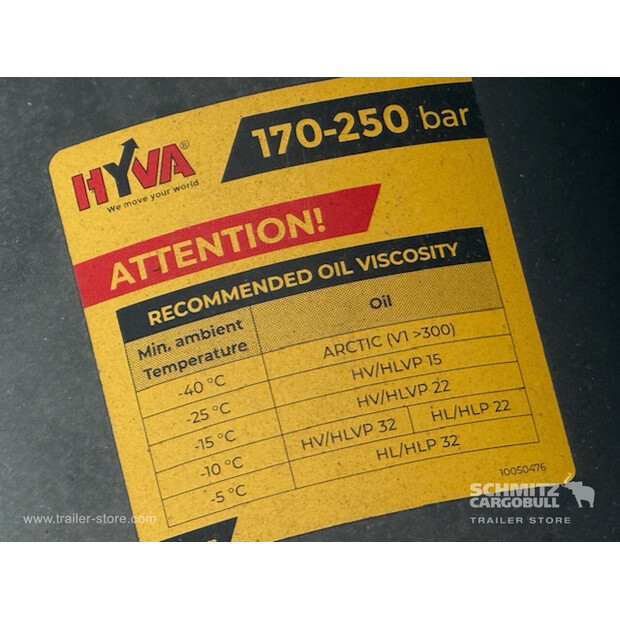 HYVA®
We move your world
170-250 bar
ATTENTION!
RECOMMENDED OIL VISCOSITY
Min. ambient Temperature Oil
-40 °C ARCTIC (V1 >300)
-25 °C HV/HLVP 15
-15 °C HV/HLVP 22
-10 °C HV/HLVP 32 HL/HLP 22
-5 °C HL/HLP 32
10050476
www.trailer-store.com
SCHMITZ
CARGOBULL
TRAILER STORE